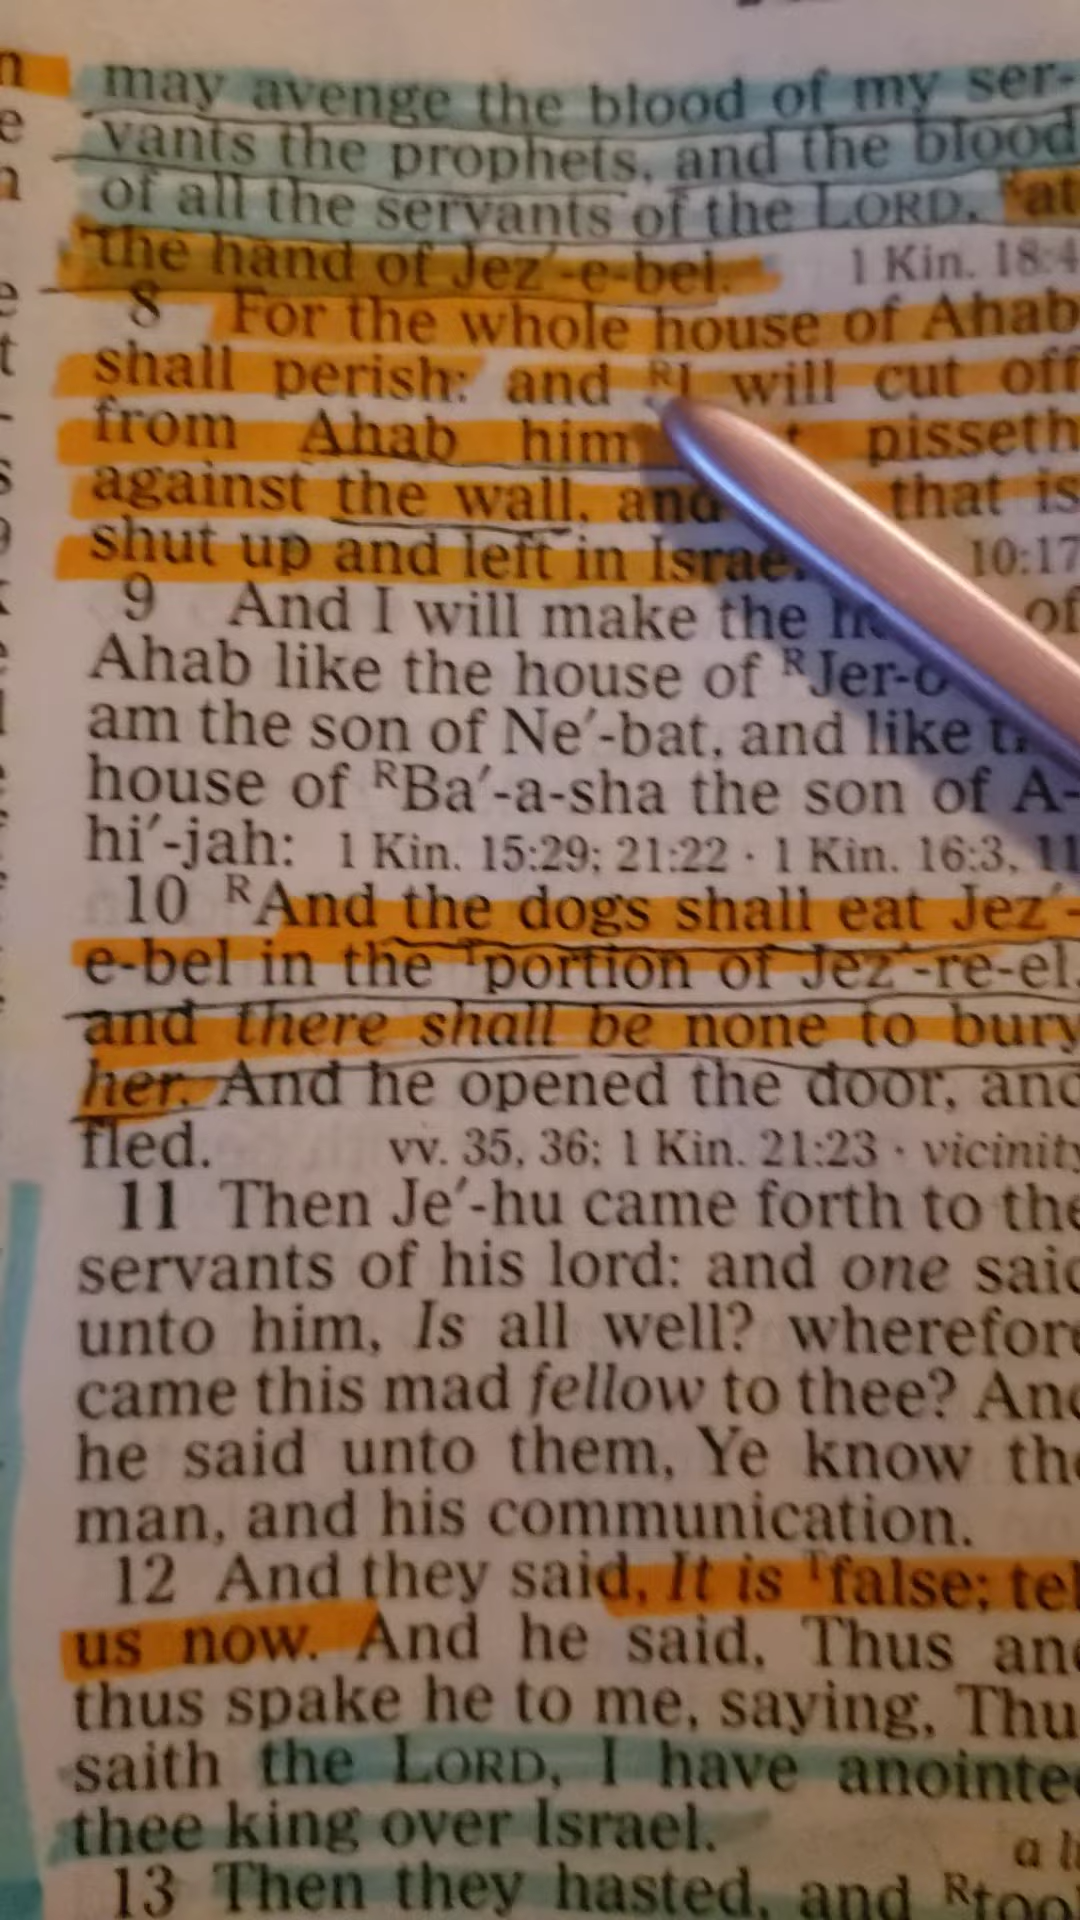 may avenge the blood of my ser-
vants the prophets, and the blood
of all the servants of the LORD, at
the hand of Jez′-e-bel. 1 Kin. 18:4
8 For the whole house of Ahab
shall perish: and ᴿI will cut off
from Ahab him pisseth
against the wall, and that is
shut up and left in Israel. 10:17
9 And I will make the of
Ahab like the house of ᴿJer-o
am the son of Ne′-bat, and like
house of ᴿBa′-a-sha the son of A-
hi′-jah: 1 Kin. 15:29; 21:22 · 1 Kin. 16:3, 11
10 ᴿAnd the dogs shall eat Jez′-
e-bel in the ᵀportion of Jez′-re-el,
and there shall be none to bury
her. And he opened the door, and
fled. vv. 35, 36; 1 Kin. 21:23 · vicinity
11 Then Je′-hu came forth to the
servants of his lord: and one said
unto him, Is all well? wherefore
came this mad fellow to thee? And
he said unto them, Ye know the
man, and his communication.
12 And they said, It is ᵀfalse; tel
us now. And he said, Thus and
thus spake he to me, saying, Thu
saith the LORD, I have anointed
thee king over Israel. a
13 Then they hasted, and ᴿtoo